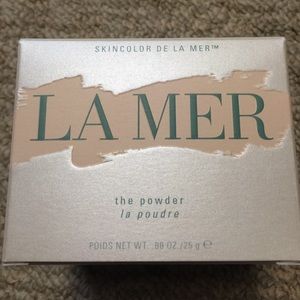 SKINCOLOR DE LA MER™
LA MER
the powder
la poudre
POIDS NET WT. .88 OZ./25 g ℮